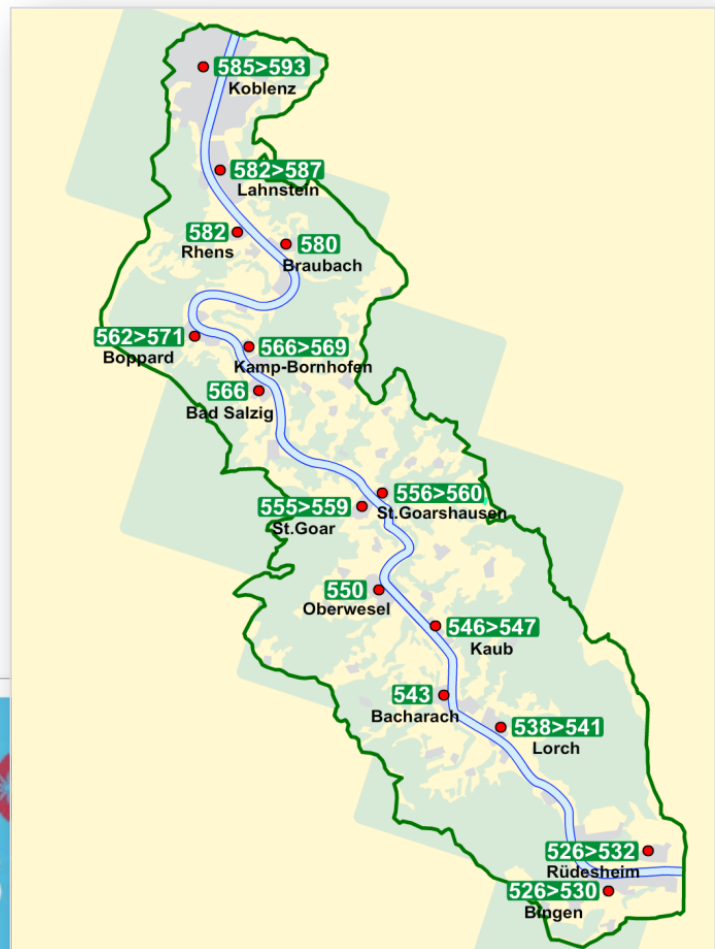 585>593
Koblenz
582>587
Lahnstein
582
Rhens
580
Braubach
562>571
Boppard
566>569
Kamp-Bornhofen
566
Bad Salzig
556>560
St.Goarshausen
555>559
St.Goar
550
Oberwesel
546>547
Kaub
543
Bacharach
538>541
Lorch
526>532
Rüdesheim
526>530
Bingen